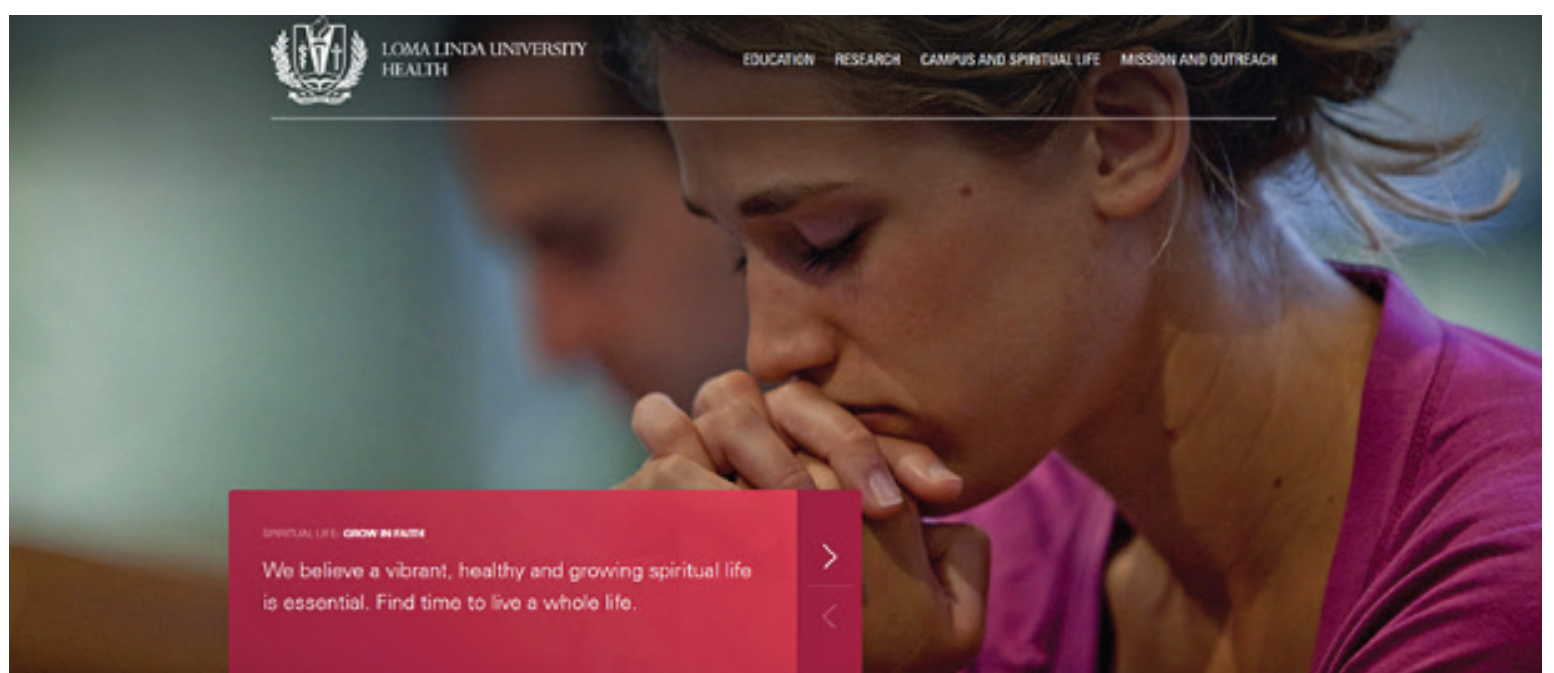 LOMA LINDA UNIVERSITY
HEALTH
EDUCATION RESEARCH CAMPUS AND SPIRITUAL LIFE MISSION AND OUTREACH
SPIRITUAL LIFE: GROW IN FAITH
We believe a vibrant, healthy and growing spiritual life
is essential. Find time to live a whole life.